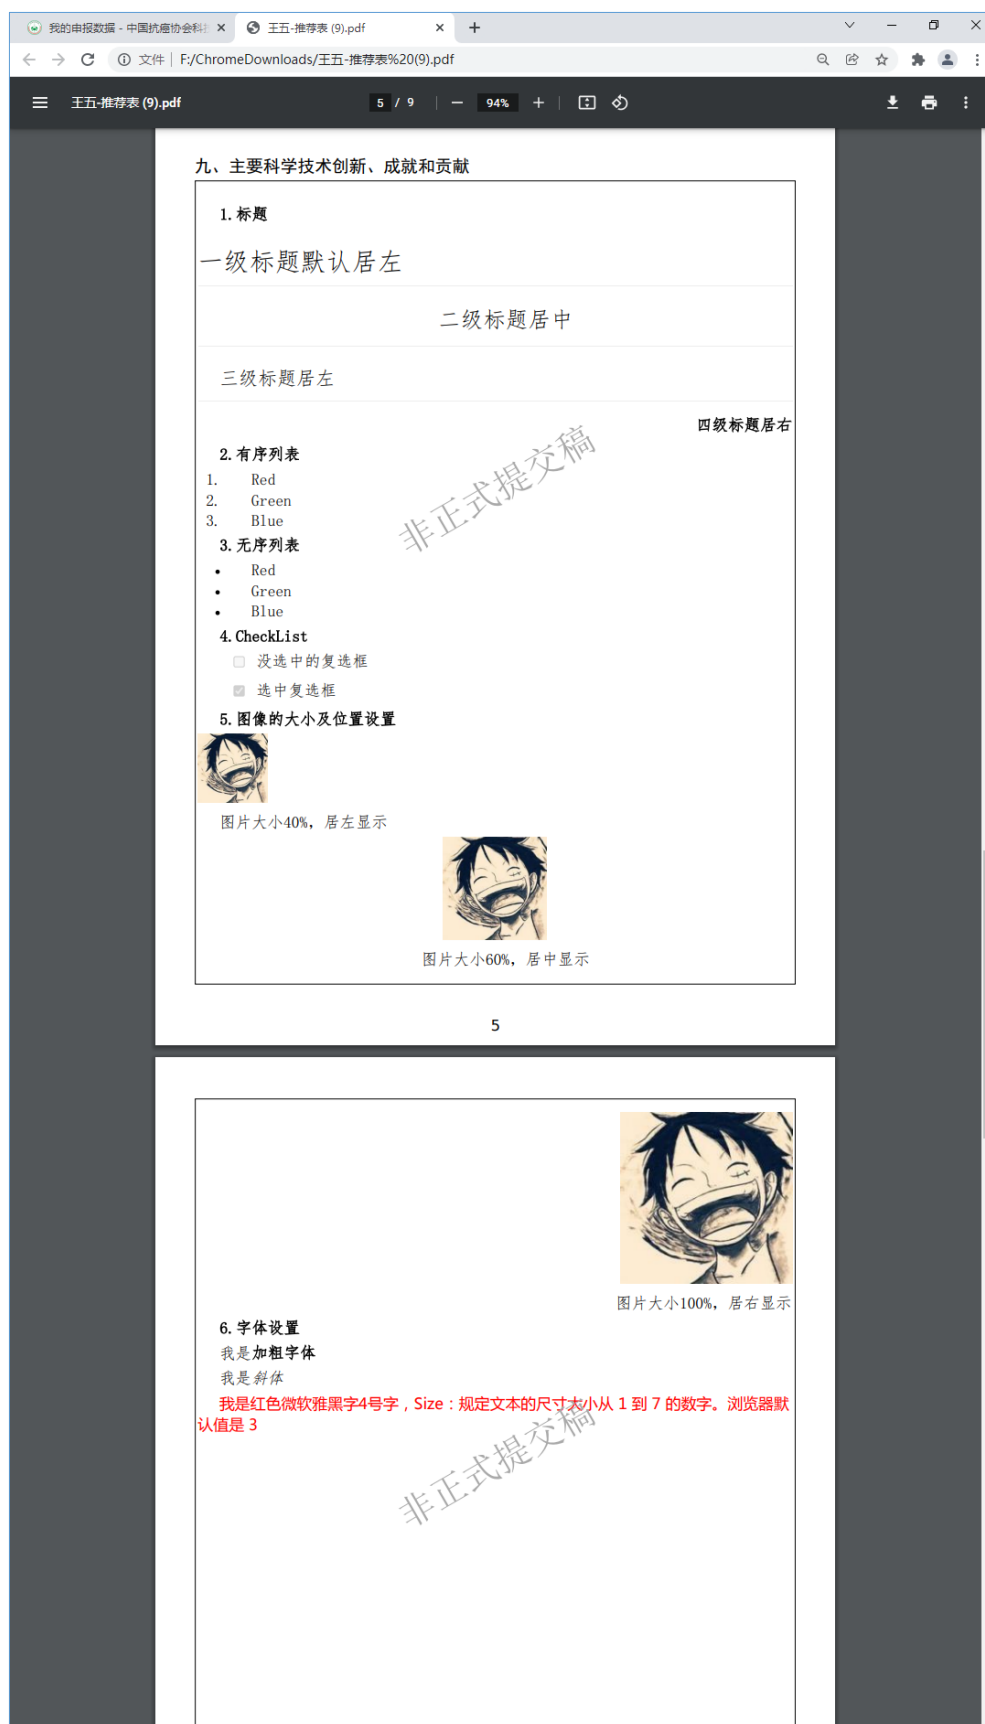 我的申报数据 - 中国抗癌协会科
王五-推荐表 (9).pdf
文件
F:/ChromeDownloads/王五-推荐表%20(9).pdf
王五-推荐表 (9).pdf
5 / 9
94%
九、主要科学技术创新、成就和贡献
1.标题
一级标题默认居左
二级标题居中
三级标题居左
四级标题居右
2.有序列表
1. Red
2. Green
3. Blue
3.无序列表
• Red
• Green
• Blue
4.CheckList
没选中的复选框
选中复选框
5.图像的大小及位置设置
图片大小40%，居左显示
图片大小60%，居中显示
非正式提交稿
5
图片大小100%，居右显示
6.字体设置
我是加粗字体
我是斜体
我是红色微软雅黑字4号字，Size：规定文本的尺寸大小从 1 到 7 的数字。浏览器默
认值是 3
非正式提交稿